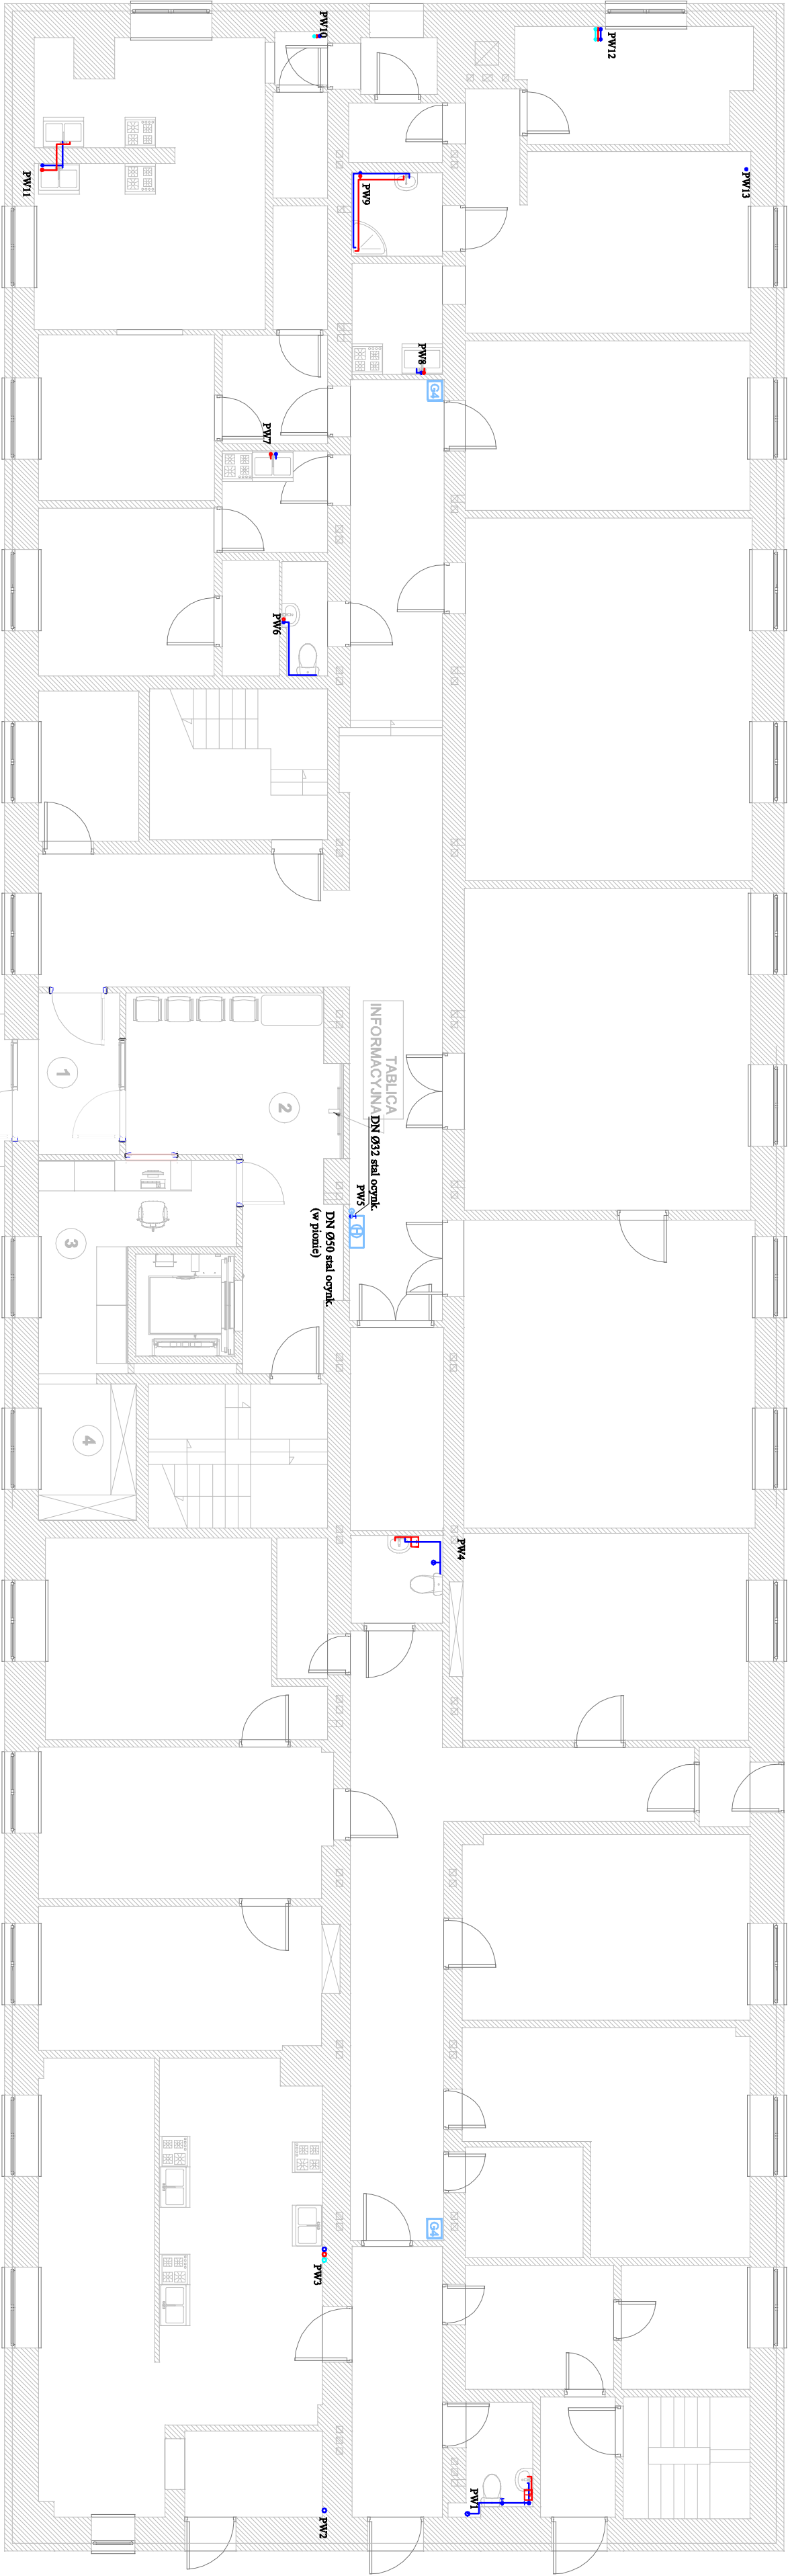 PW10
PW12
PW11
PW9
PW13
PW8
G4
PW7
PW6
TABLICA
INFORMACYJNA
1
2
DN Ø32 stal ocynk.
PW5
H
DN Ø50 stal ocynk.
(w pionie)
3
4
PW4
G4
PW3
PW1
PW2